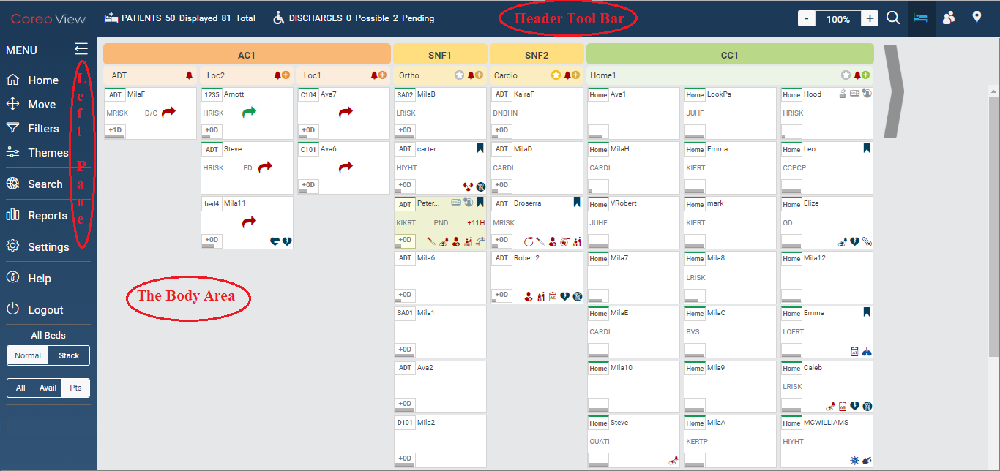 Coreo View
PATIENTS 50 Displayed 81 Total
DISCHARGES 0 Possible 2 Pending
Header Tool Bar
- 100% +
MENU
Home
Move
Filters
Themes
Search
Reports
Settings
Help
Logout
All Beds
Normal Stack
All Avail Pts
Left Pane
The Body Area
AC1 SNF1 SNF2 CC1
ADT Loc2 Loc1 Ortho Cardio Home1
ADT MilaF
MRISK D/C
+1D
1235 Arnott
HRISK
+0D
ADT Steve
HRISK ED
bed4 Mila11
+0D
C104 Ava7
+0D
C101 Ava6
+0D
SA02 MilaB
LRISK
+0D
ADT carter
HIYHT
+0D
ADT Peter...
KIKRT PND +11H
+0D
ADT Mila6
+0D
SA01 Mila1
+0D
ADT Ava2
+0D
D101 Mila2
+0D
ADT KairaF
DNBHN
+0D
ADT MilaD
CARDI
+0D
ADT Droserra
MRISK
+0D
ADT Robert2
+0D
Home Ava1
Home MilaH
CARDI
Home VRobert
JUHF
Home Mila7
Home MilaE
CARDI
Home Mila10
Home Steve
OUATI
Home LookPa
JUHF
Home Emma
KIERT
Home mark
KIERT
Home Mila8
LRISK
Home MilaC
BVS
Home Mila9
Home MilaA
KERTP
Home Hood
HRISK
Home Leo
CCPCP
Home Elize
GD
Home Mila12
Home Emma
LOERT
Home Caleb
LRISK
Home MCWILLIAMS
HIYHT